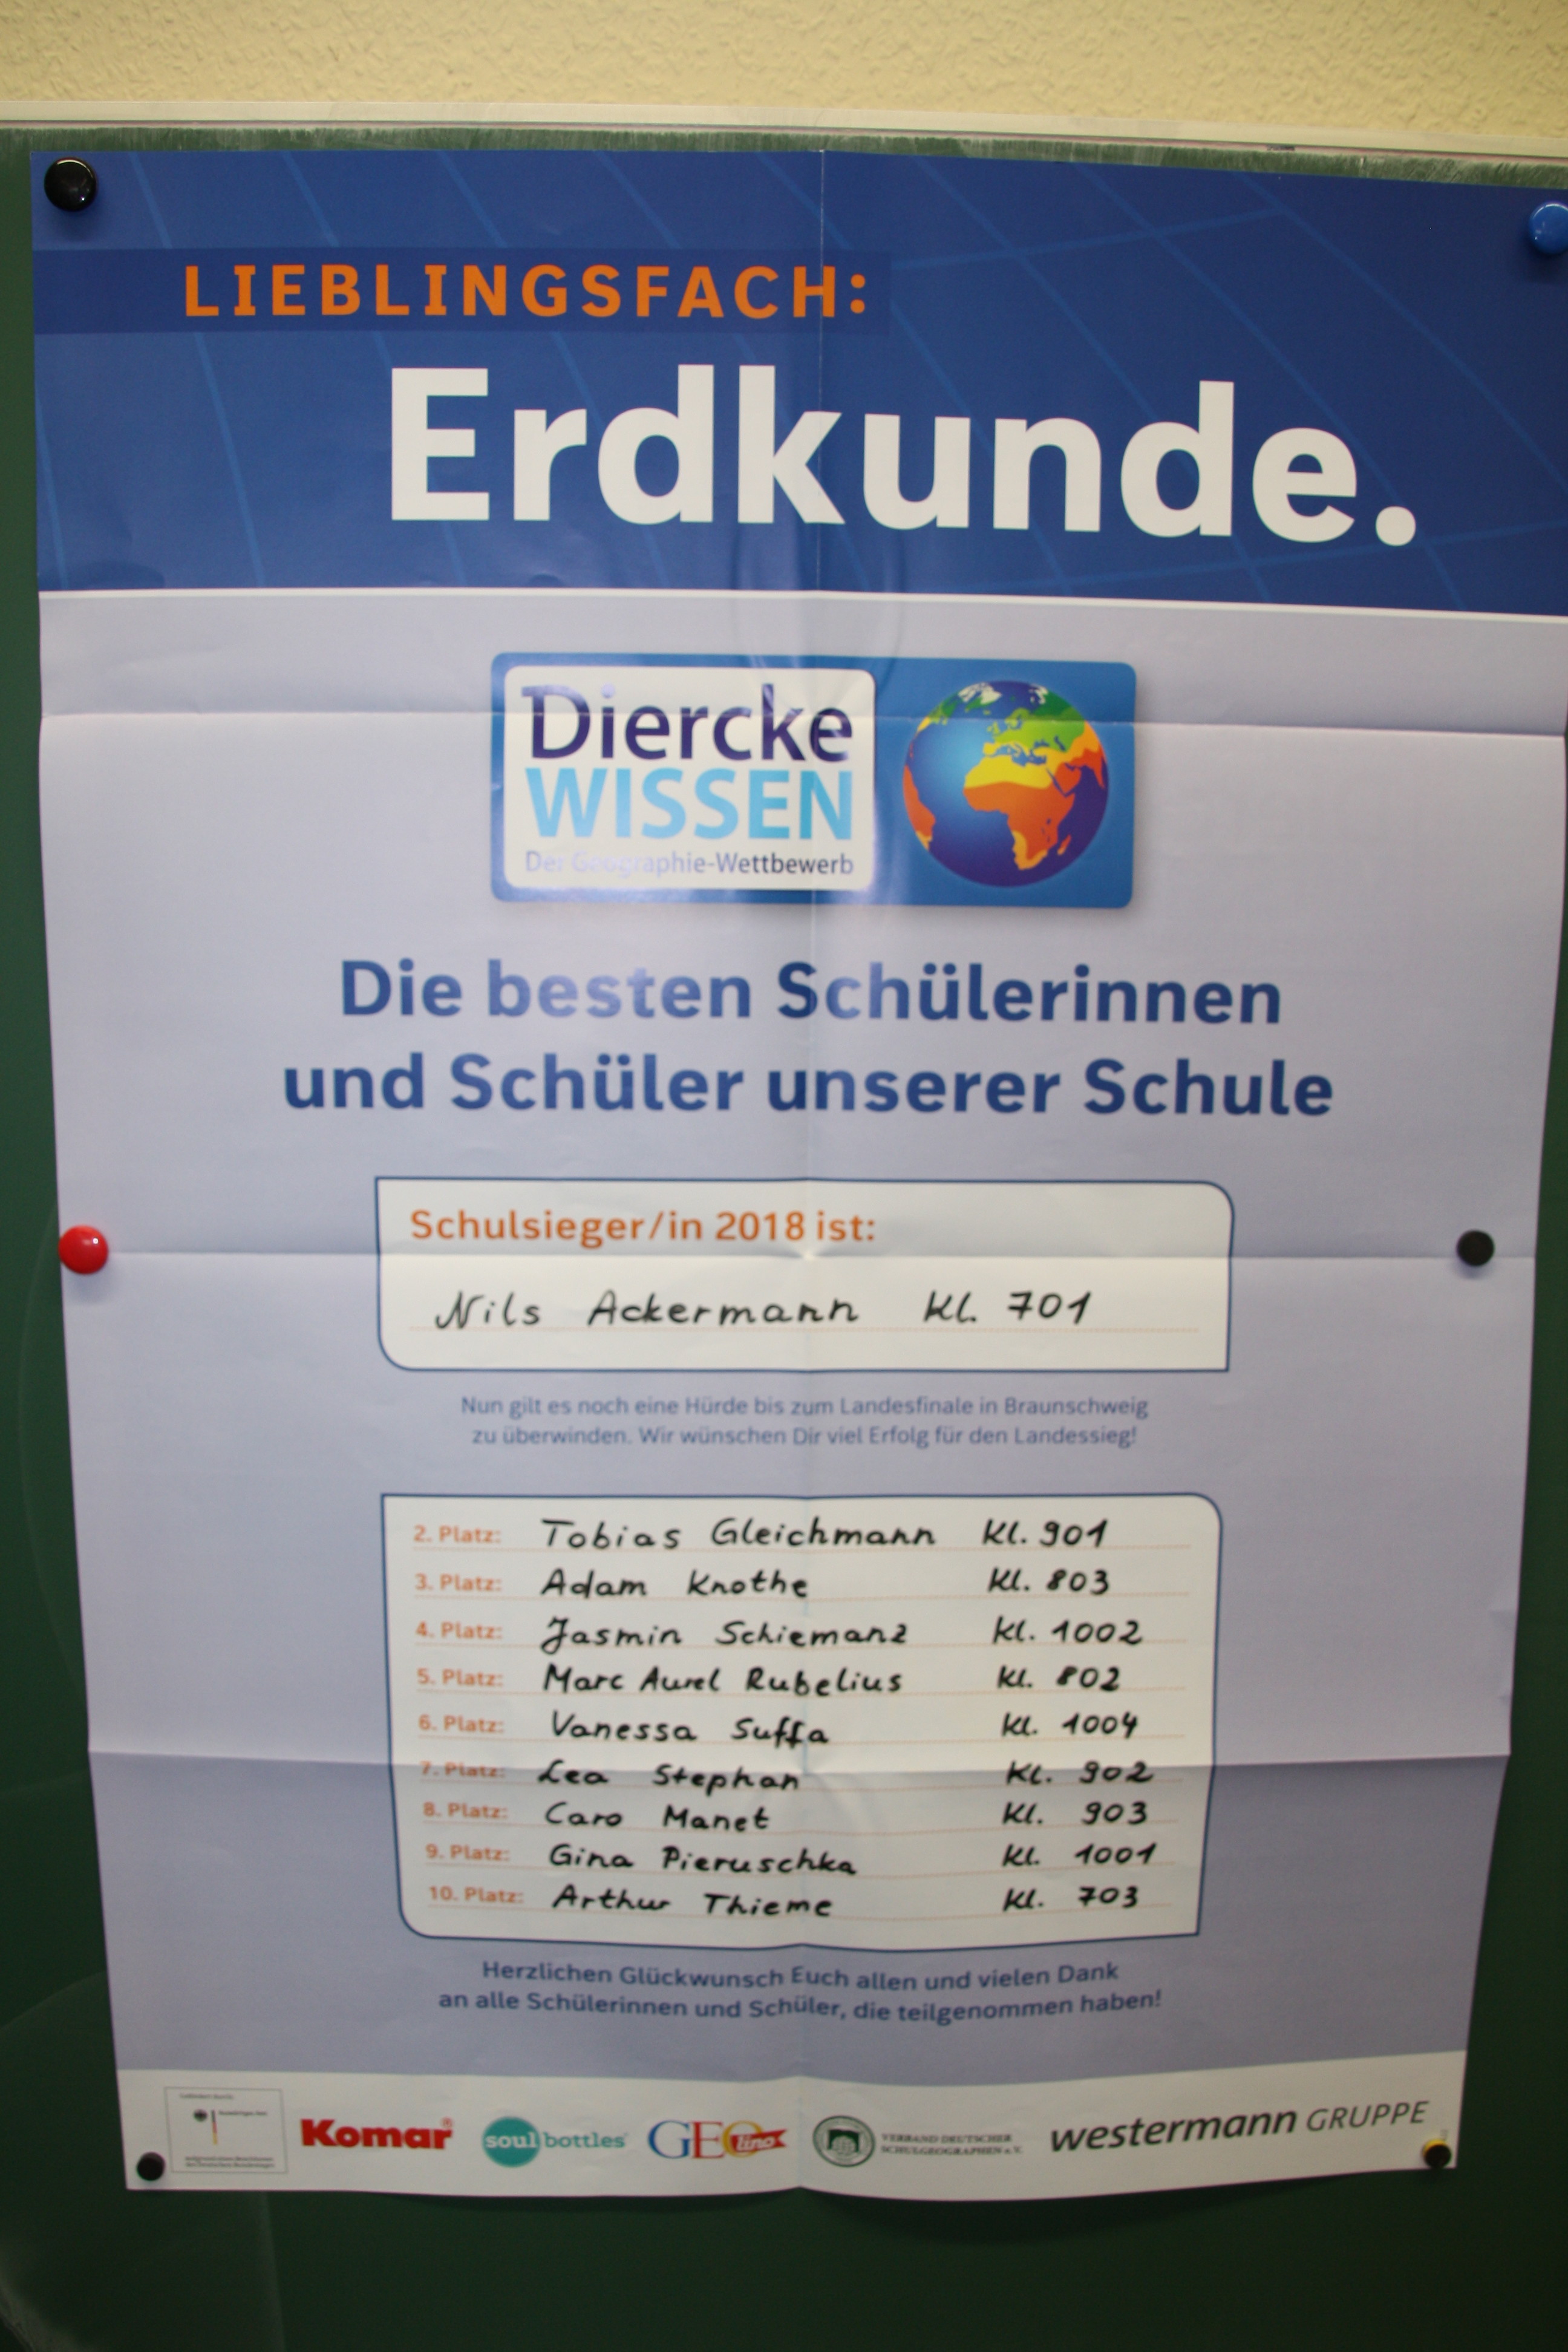 LIEBLINGSFACH:
Erdkunde.
Diercke
WISSEN
Der Geographie-Wettbewerb
Die besten Schülerinnen
und Schüler unserer Schule
Schulsieger/in 2018 ist:
Nils Ackermann Kl. 701
Nun gilt es noch eine Hürde bis zum Landesfinale in Braunschweig
zu überwinden. Wir wünschen Dir viel Erfolg für den Landessieg!
2. Platz: Tobias Gleichmann Kl. 901
3. Platz: Adam Knothe Kl. 803
4. Platz: Jasmin Schiemanz Kl. 1002
5. Platz: Marc Aurel Rubelius Kl. 802
6. Platz: Vanessa Suffa Kl. 1004
7. Platz: Lea Stephan Kl. 902
8. Platz: Caro Manet Kl. 903
9. Platz: Gina Pieruschka Kl. 1001
10. Platz: Arthur Thieme Kl. 703
Herzlichen Glückwunsch Euch allen und vielen Dank
an alle Schülerinnen und Schüler, die teilgenommen haben!
Komar®
soulbottles
GEOlino
VERBAND DEUTSCHER
SCHULGEOGRAPHEN e.V.
westermann GRUPPE